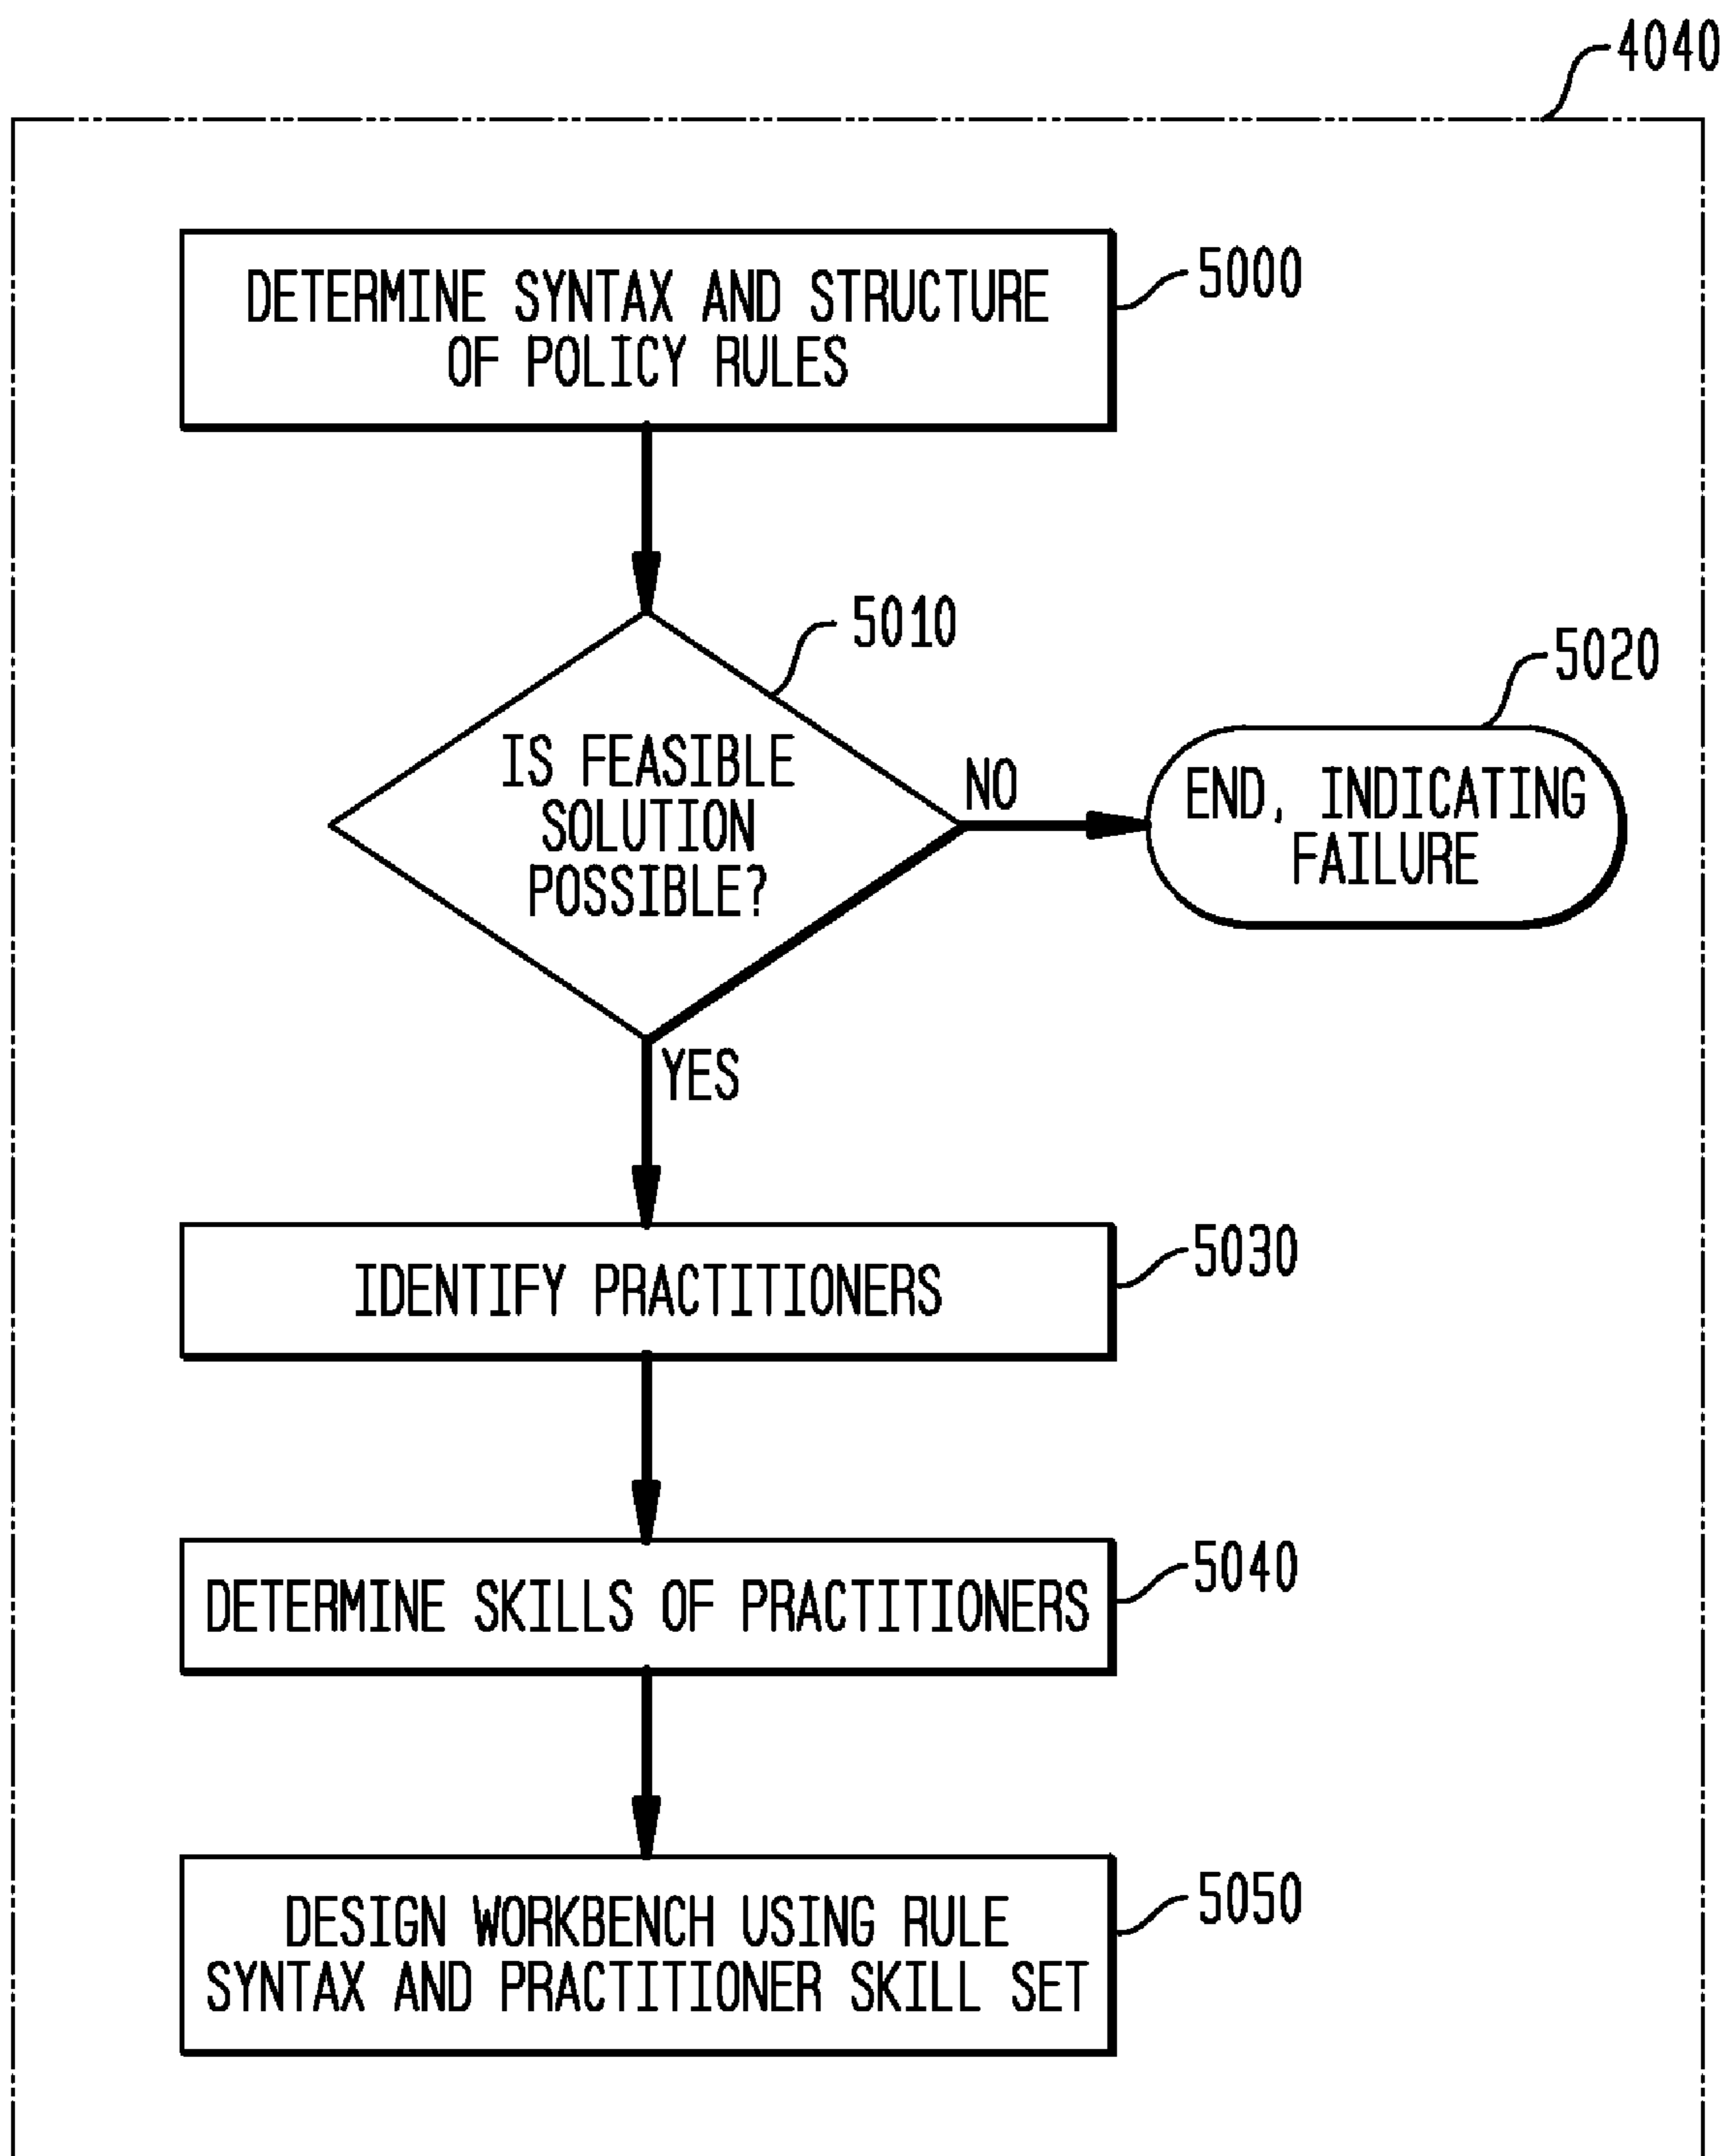 4040
DETERMINE SYNTAX AND STRUCTURE
OF POLICY RULES
5000
5010
IS FEASIBLE
SOLUTION
POSSIBLE?
NO
5020
END, INDICATING
FAILURE
YES
IDENTIFY PRACTITIONERS
5030
DETERMINE SKILLS OF PRACTITIONERS
5040
DESIGN WORKBENCH USING RULE
SYNTAX AND PRACTITIONER SKILL SET
5050